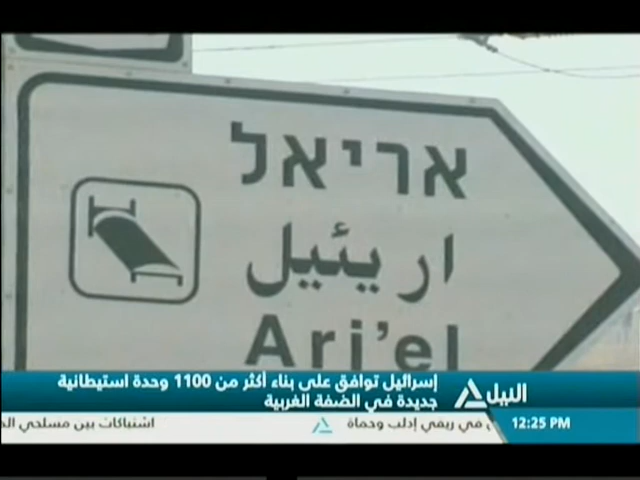 אריאל
ارئيل
Ari'el
إسرائيل توافق على بناء أكثر من 1100 وحدة استيطانية
جديدة في الضفة الغربية
النيل
12:25 PM
في ريفي إدلب وحماة
اشتباكات بين مسلحي